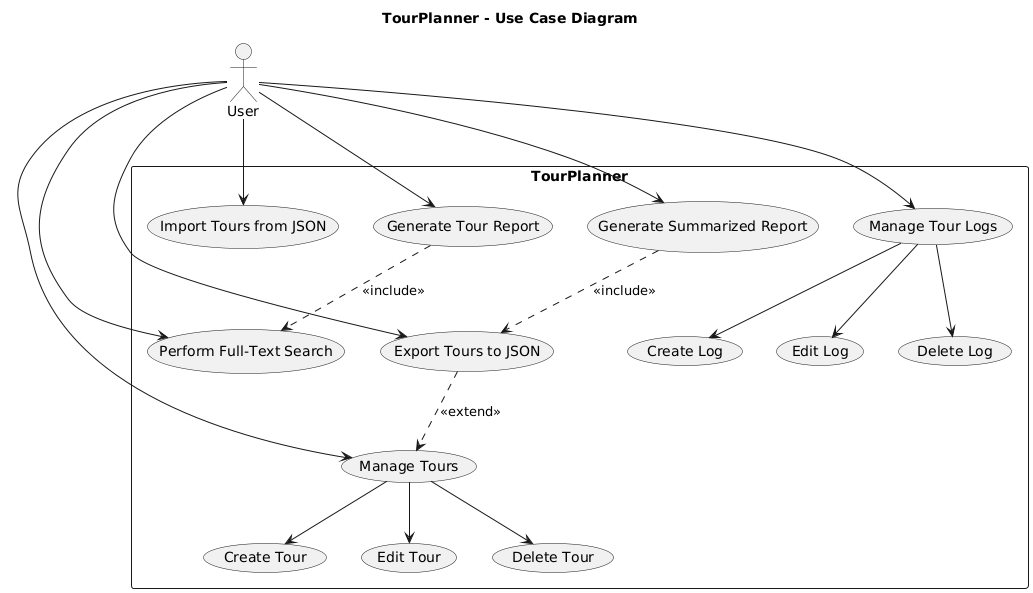 TourPlanner - Use Case Diagram
User
TourPlanner
Import Tours from JSON
Generate Tour Report
Generate Summarized Report
Manage Tour Logs
«include»
«include»
Perform Full-Text Search
Export Tours to JSON
Create Log
Edit Log
Delete Log
«extend»
Manage Tours
Create Tour
Edit Tour
Delete Tour